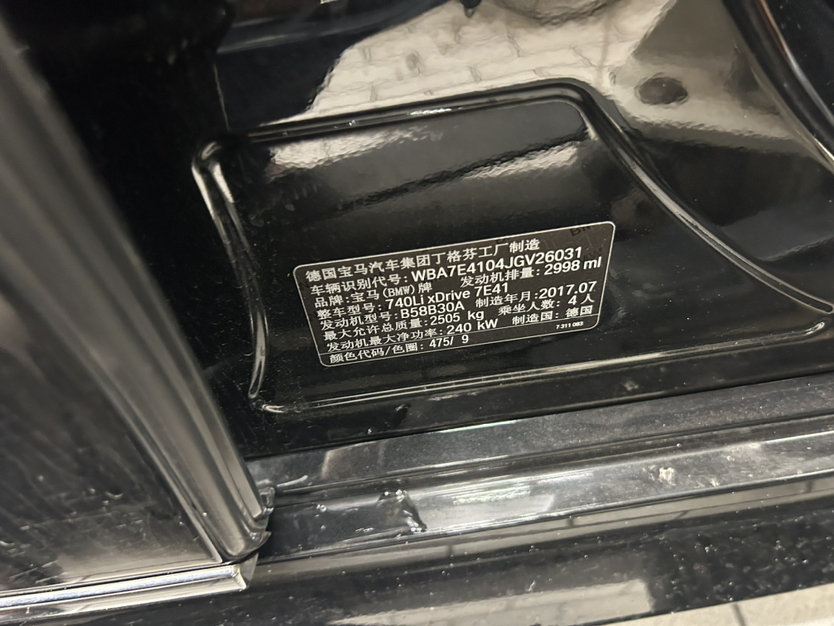 德国宝马汽车集团丁格芬工厂制造
车辆识别代号: WBA7E4104JGV26031
品牌: 宝马(BMW)牌 发动机排量: 2998 ml
整车型号: 740Li xDrive 7E41
发动机型号: B58B30A 制造年月: 2017.07
最大允许总质量: 2505 kg 乘坐人数: 4 人
发动机最大净功率: 240 kW 制造国: 德国
颜色代码/色圈: 475/ 9 7 311 083